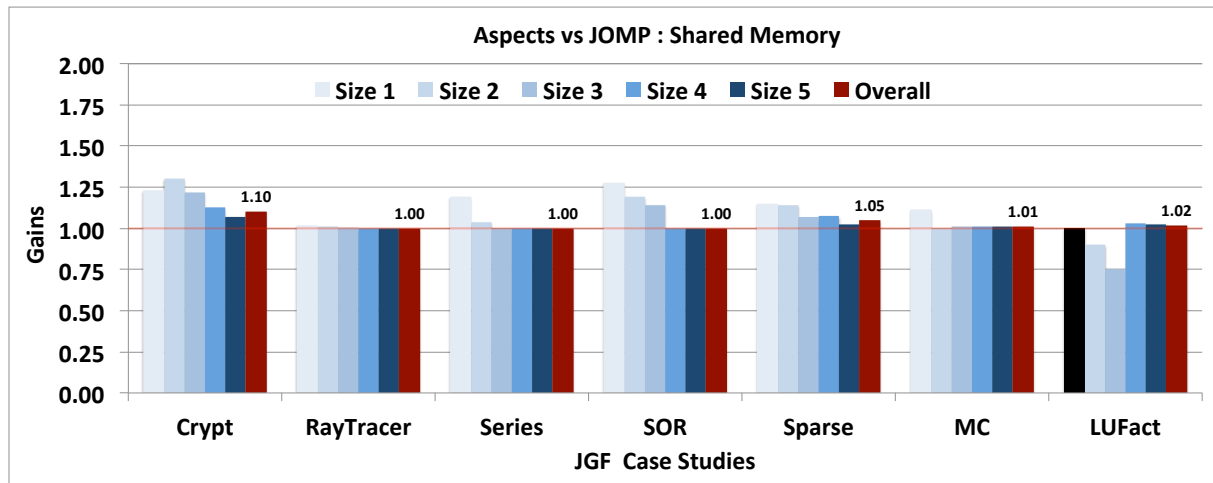 Aspects vs JOMP : Shared Memory
2.00
Size 1 Size 2 Size 3 Size 4 Size 5 Overall
1.75
1.50
1.25
1.10 1.00 1.00 1.00 1.05 1.01 1.02
1.00
0.75
0.50
0.25
0.00
Gains
Crypt RayTracer Series SOR Sparse MC LUFact
JGF Case Studies